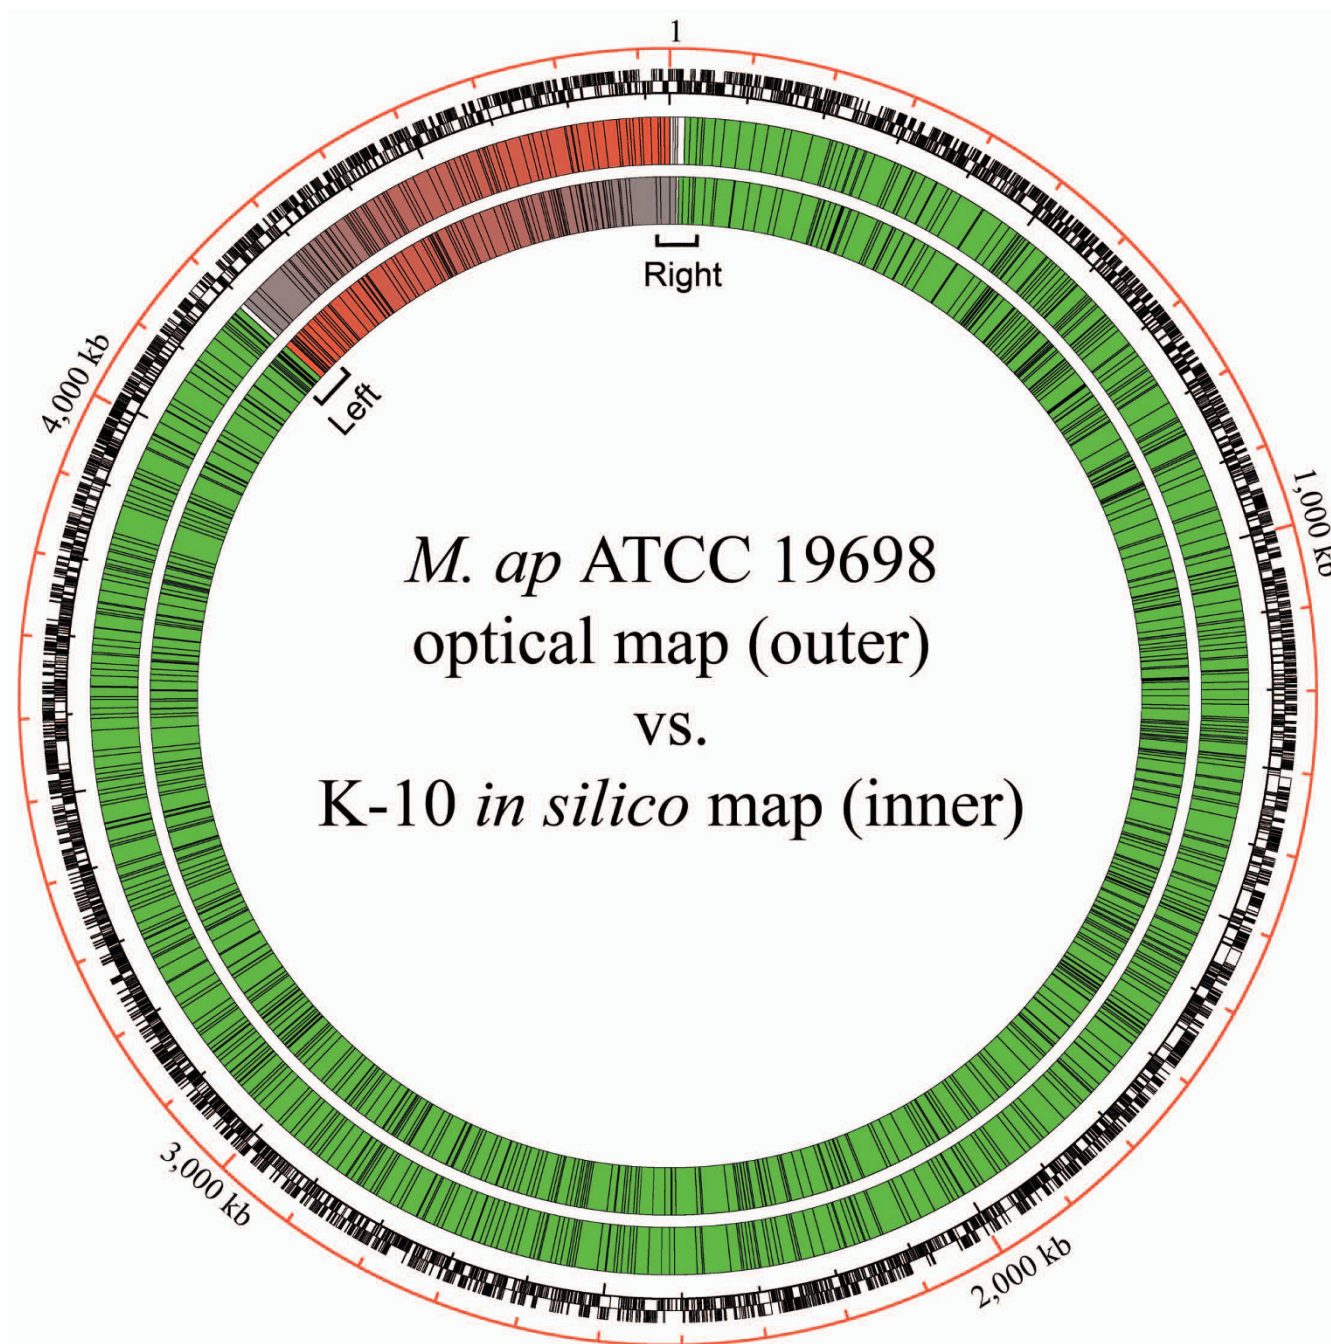 1
Right
4,000 kb
Left
1,000 kb
M. ap ATCC 19698
optical map (outer)
vs.
K-10 in silico map (inner)
3,000 kb
2,000 kb